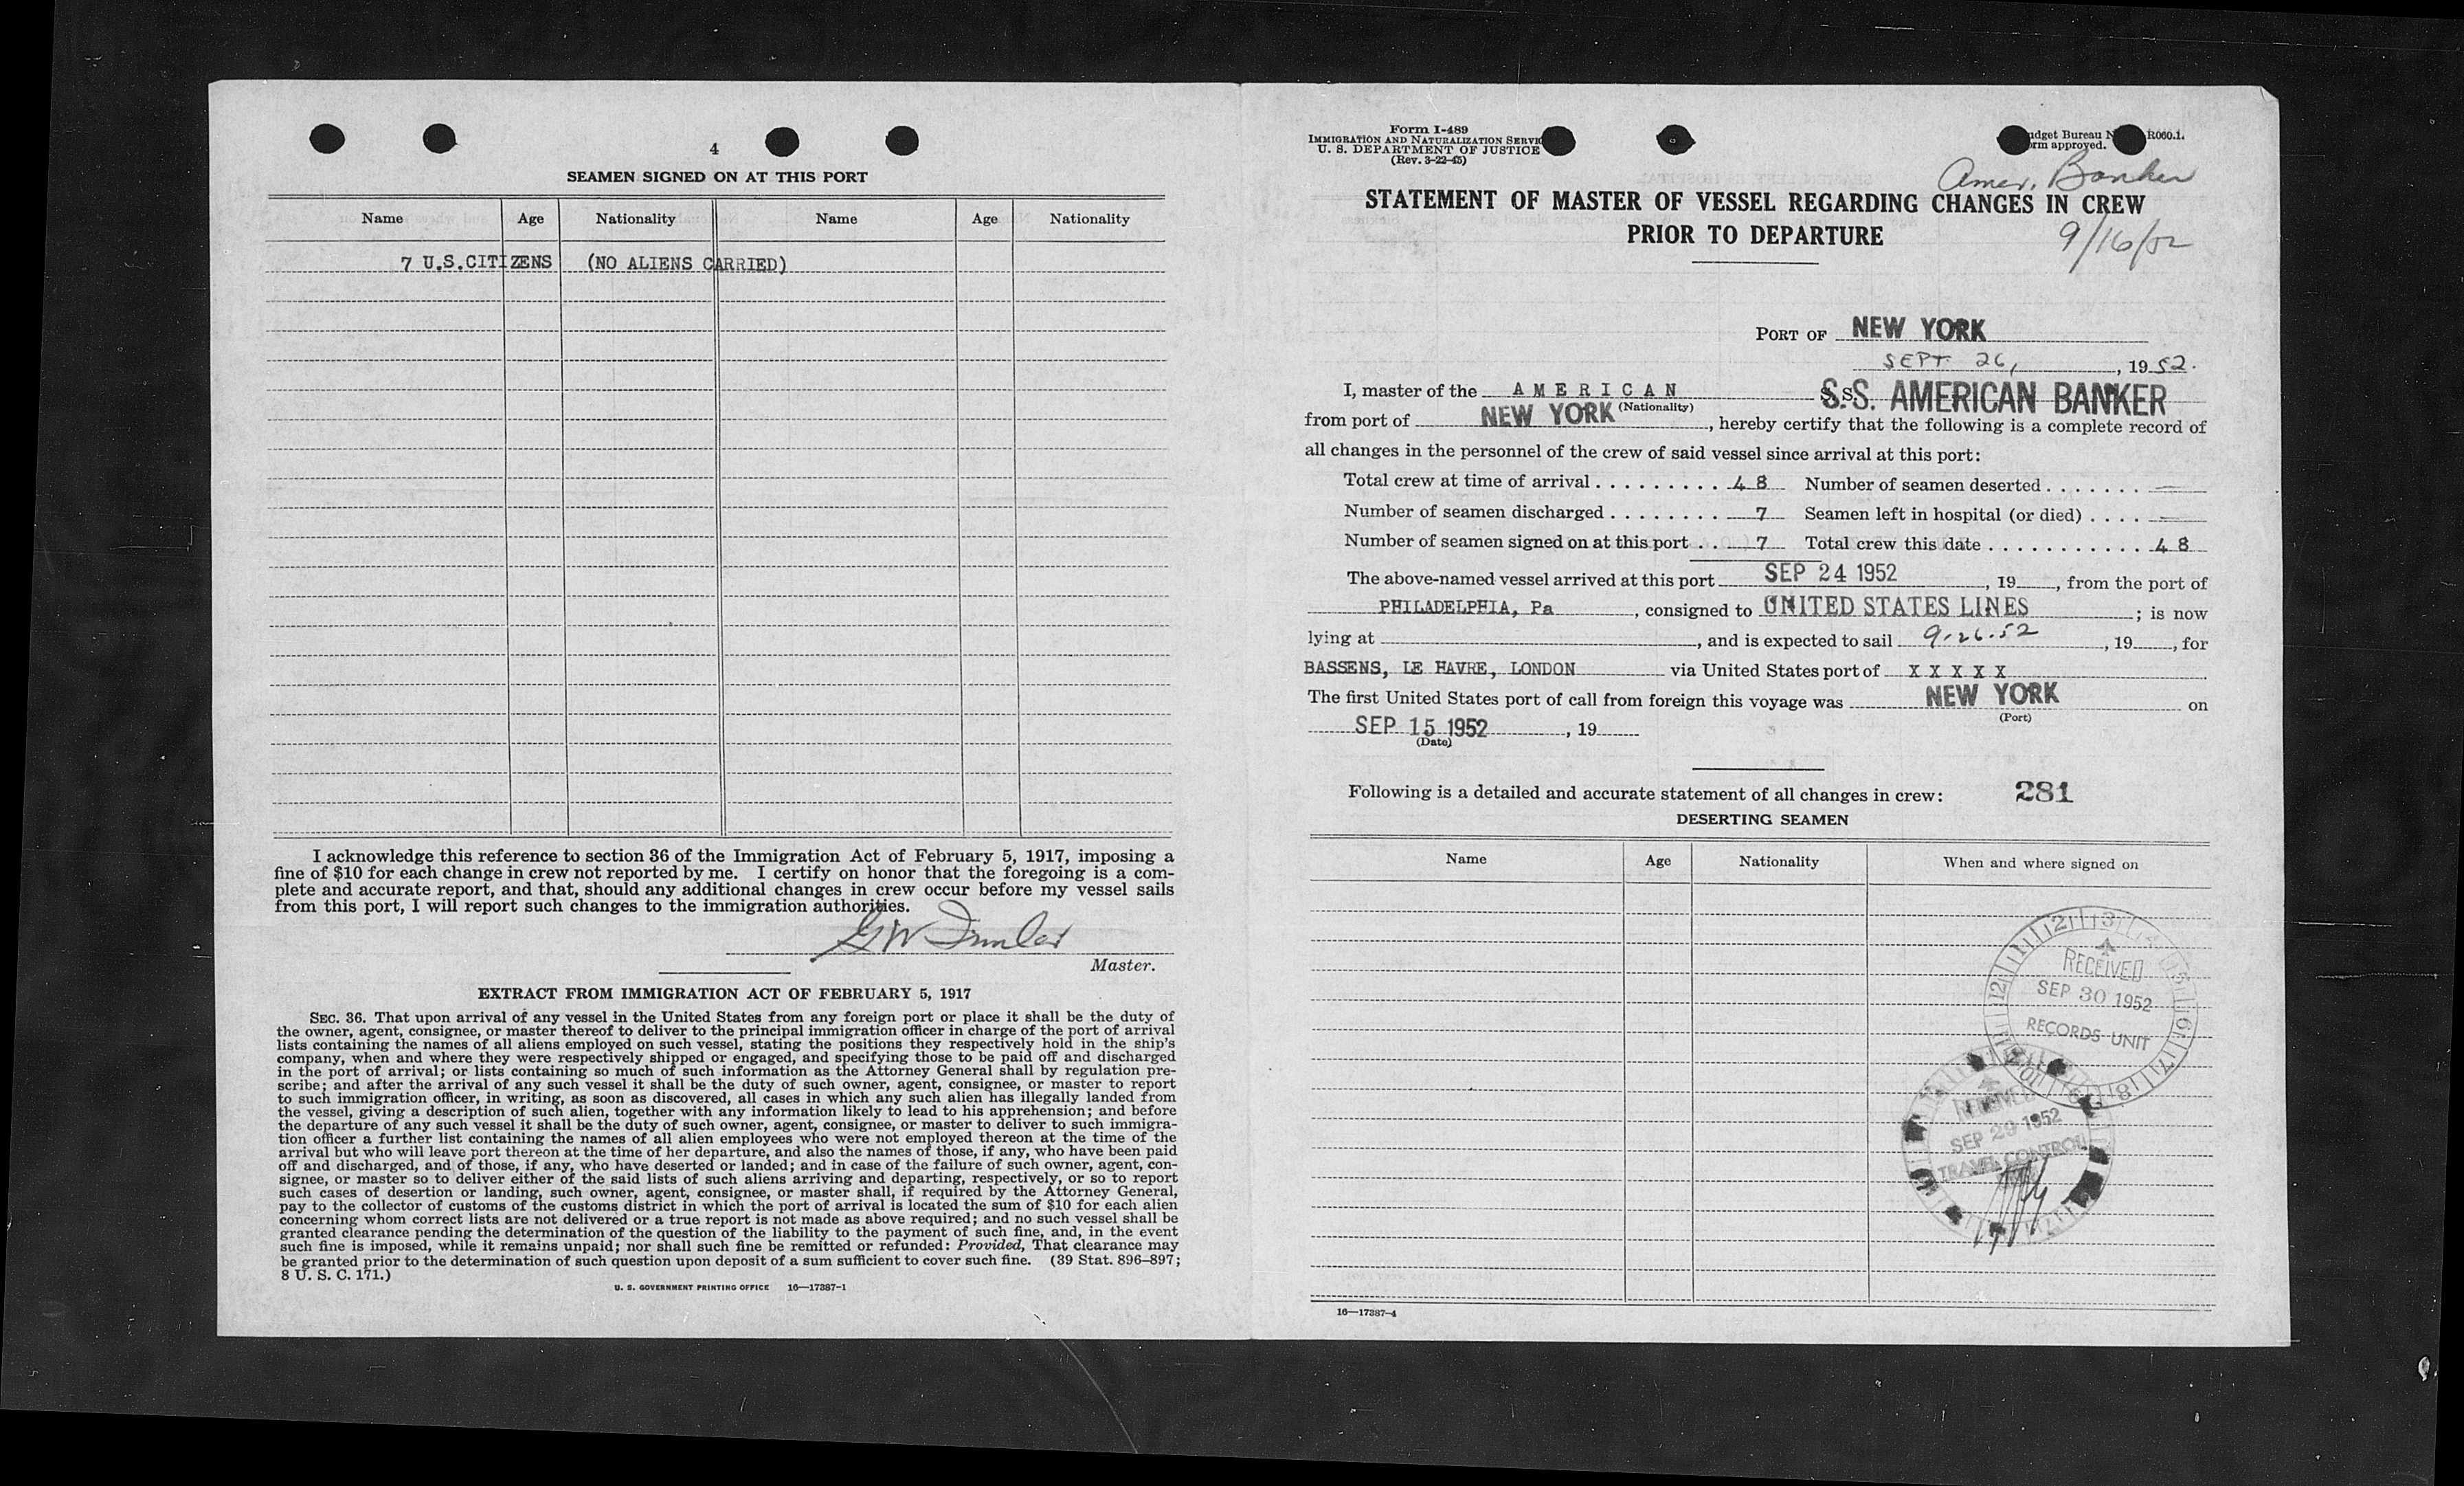 4
SEAMEN SIGNED ON AT THIS PORT
Name Age Nationality Name Age Nationality
7 U.S.CITIZENS (NO ALIENS CARRIED)
I acknowledge this reference to section 36 of the Immigration Act of February 5, 1917, imposing a
fine of $10 for each change in crew not reported by me. I certify on honor that the foregoing is a com-
plete and accurate report, and that, should any additional changes in crew occur before my vessel sails
from this port, I will report such changes to the immigration authorities.
G W
Master.
EXTRACT FROM IMMIGRATION ACT OF FEBRUARY 5, 1917
SEC. 36. That upon arrival of any vessel in the United States from any foreign port or place it shall be the duty of
the owner, agent, consignee, or master thereof to deliver to the principal immigration officer in charge of the port of arrival
lists containing the names of all aliens employed on such vessel, stating the positions they respectively hold in the ship's
company, when and where they were respectively shipped or engaged, and specifying those to be paid off and discharged
in the port of arrival; or lists containing so much of such information as the Attorney General shall by regulation pre-
scribe; and after the arrival of any such vessel it shall be the duty of such owner, agent, consignee, or master to report
to such immigration officer, in writing, as soon as discovered, all cases in which any such alien has illegally landed from
the vessel, giving a description of such alien, together with any information likely to lead to his apprehension; and before
the departure of any such vessel it shall be the duty of such owner, agent, consignee, or master to deliver to such immigra-
tion officer a further list containing the names of all alien employees who were not employed thereon at the time of the
arrival but who will leave port thereon at the time of her departure, and also the names of those, if any, who have been paid
off and discharged, and of those, if any, who have deserted or landed; and in case of the failure of such owner, agent, con-
signee, or master so to deliver either of the said lists of such aliens arriving and departing, respectively, or so to report
such cases of desertion or landing, such owner, agent, consignee, or master shall, if required by the Attorney General,
pay to the collector of customs of the customs district in which the port of arrival is located the sum of $10 for each alien
concerning whom correct lists are not delivered or a true report is not made as above required; and no such vessel shall be
granted clearance pending the determination of the question of the liability to the payment of such fine, and, in the event
such fine is imposed, while it remains unpaid; nor shall such fine be remitted or refunded: Provided, That clearance may
be granted prior to the determination of such question upon deposit of a sum sufficient to cover such fine. (39 Stat. 896–897;
8 U. S. C. 171.)
U. S. GOVERNMENT PRINTING OFFICE 16—17387-1
Form I-489
IMMIGRATION AND NATURALIZATION SERVI
U. S. DEPARTMENT OF JUSTICE
(Rev. 3-22-45)
udget Bureau N R060.1.
orm approved.
Amer. Banker
STATEMENT OF MASTER OF VESSEL REGARDING CHANGES IN CREW
PRIOR TO DEPARTURE
9/16/52
PORT OF NEW YORK
SEPT. 26, , 1952.
I, master of the AMERICAN S.S. S.S. AMERICAN BANKER
(Nationality)
from port of NEW YORK , hereby certify that the following is a complete record of
all changes in the personnel of the crew of said vessel since arrival at this port:
Total crew at time of arrival . . . . . . . . . . 48 Number of seamen deserted . . . . . . . —
Number of seamen discharged . . . . . . . . 7 Seamen left in hospital (or died) . . . . —
Number of seamen signed on at this port . . 7 Total crew this date . . . . . . . . . . . 48
The above-named vessel arrived at this port SEP 24 1952 , 19 , from the port of
PHILADELPHIA, Pa , consigned to UNITED STATES LINES ; is now
lying at , and is expected to sail 9-26-52 , 19 , for
BASSENS, LE HAVRE, LONDON via United States port of X X X X X
The first United States port of call from foreign this voyage was NEW YORK on
(Port)
SEP 15 1952 , 19
(Date)
Following is a detailed and accurate statement of all changes in crew: 281
DESERTING SEAMEN
Name Age Nationality When and where signed on
RECEIVED
SEP 30 1952
RECORDS UNIT
SEP 29 1952
TRAVEL CONTROL
16—17387-4